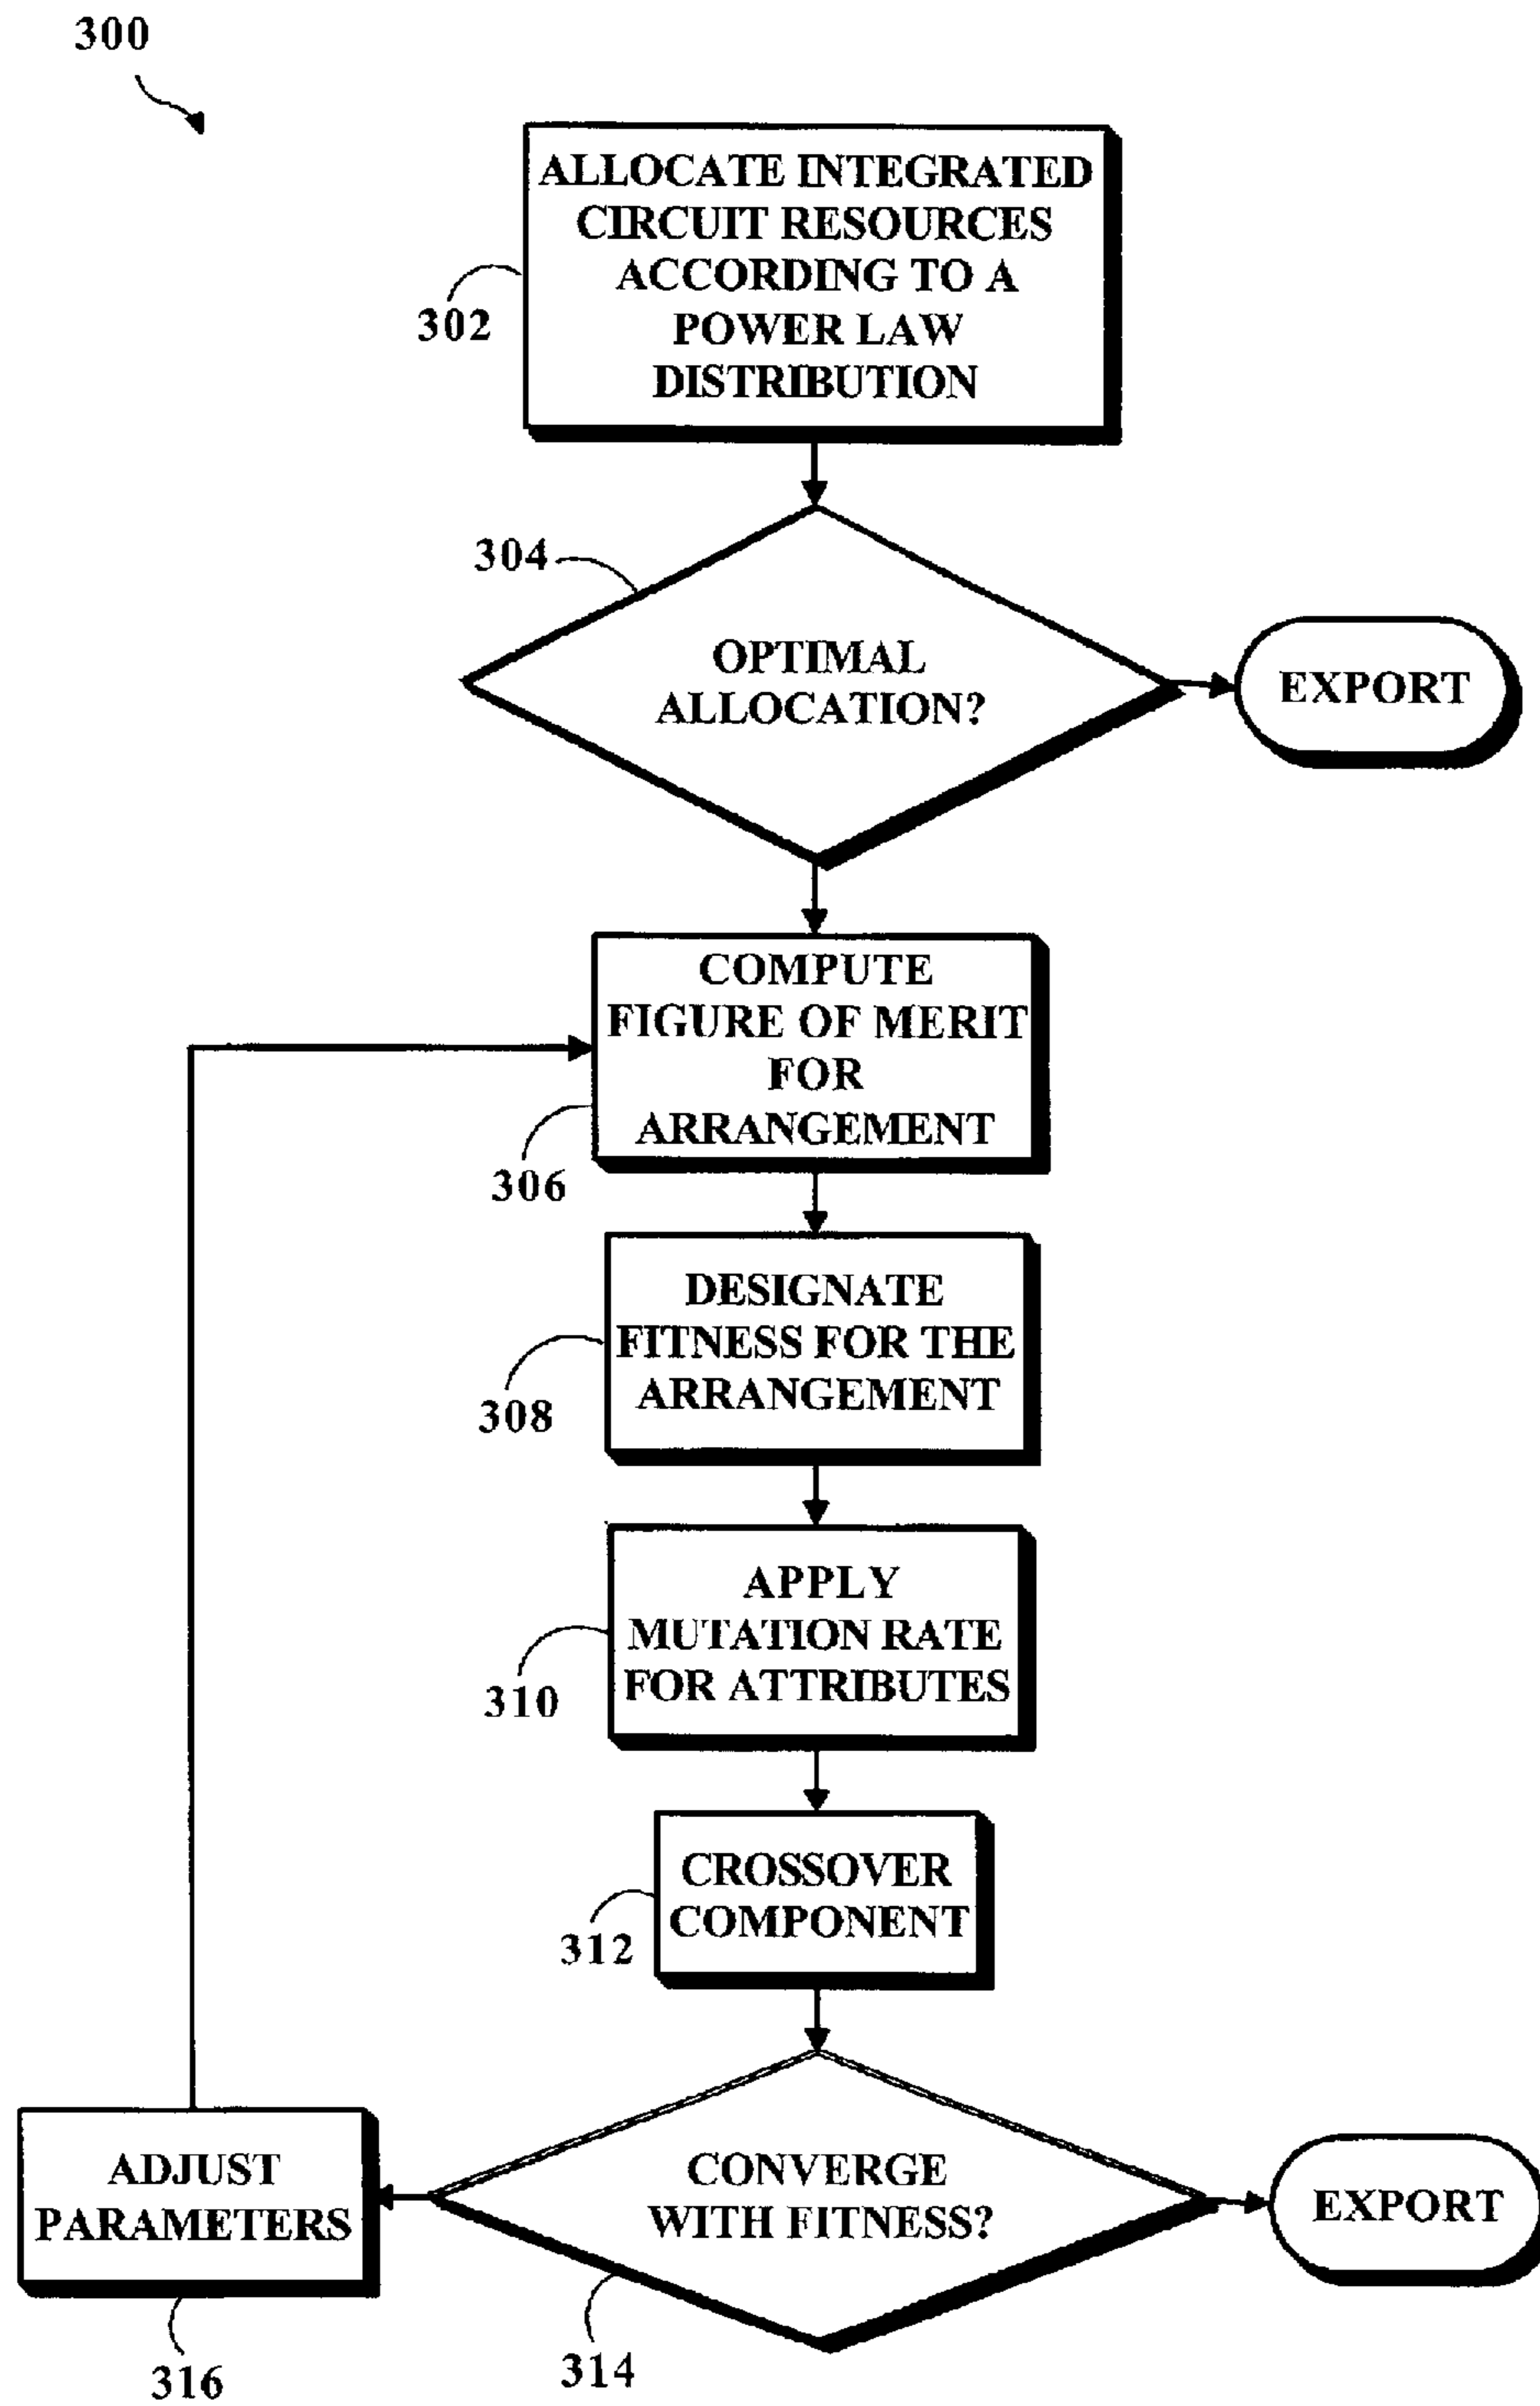 300
ALLOCATE INTEGRATED
CIRCUIT RESOURCES
ACCORDING TO A
POWER LAW
DISTRIBUTION
302
304
OPTIMAL
ALLOCATION?
EXPORT
COMPUTE
FIGURE OF MERIT
FOR
ARRANGEMENT
306
DESIGNATE
FITNESS FOR THE
ARRANGEMENT
308
APPLY
MUTATION RATE
FOR ATTRIBUTES
310
CROSSOVER
COMPONENT
312
CONVERGE
WITH FITNESS?
314
EXPORT
ADJUST
PARAMETERS
316